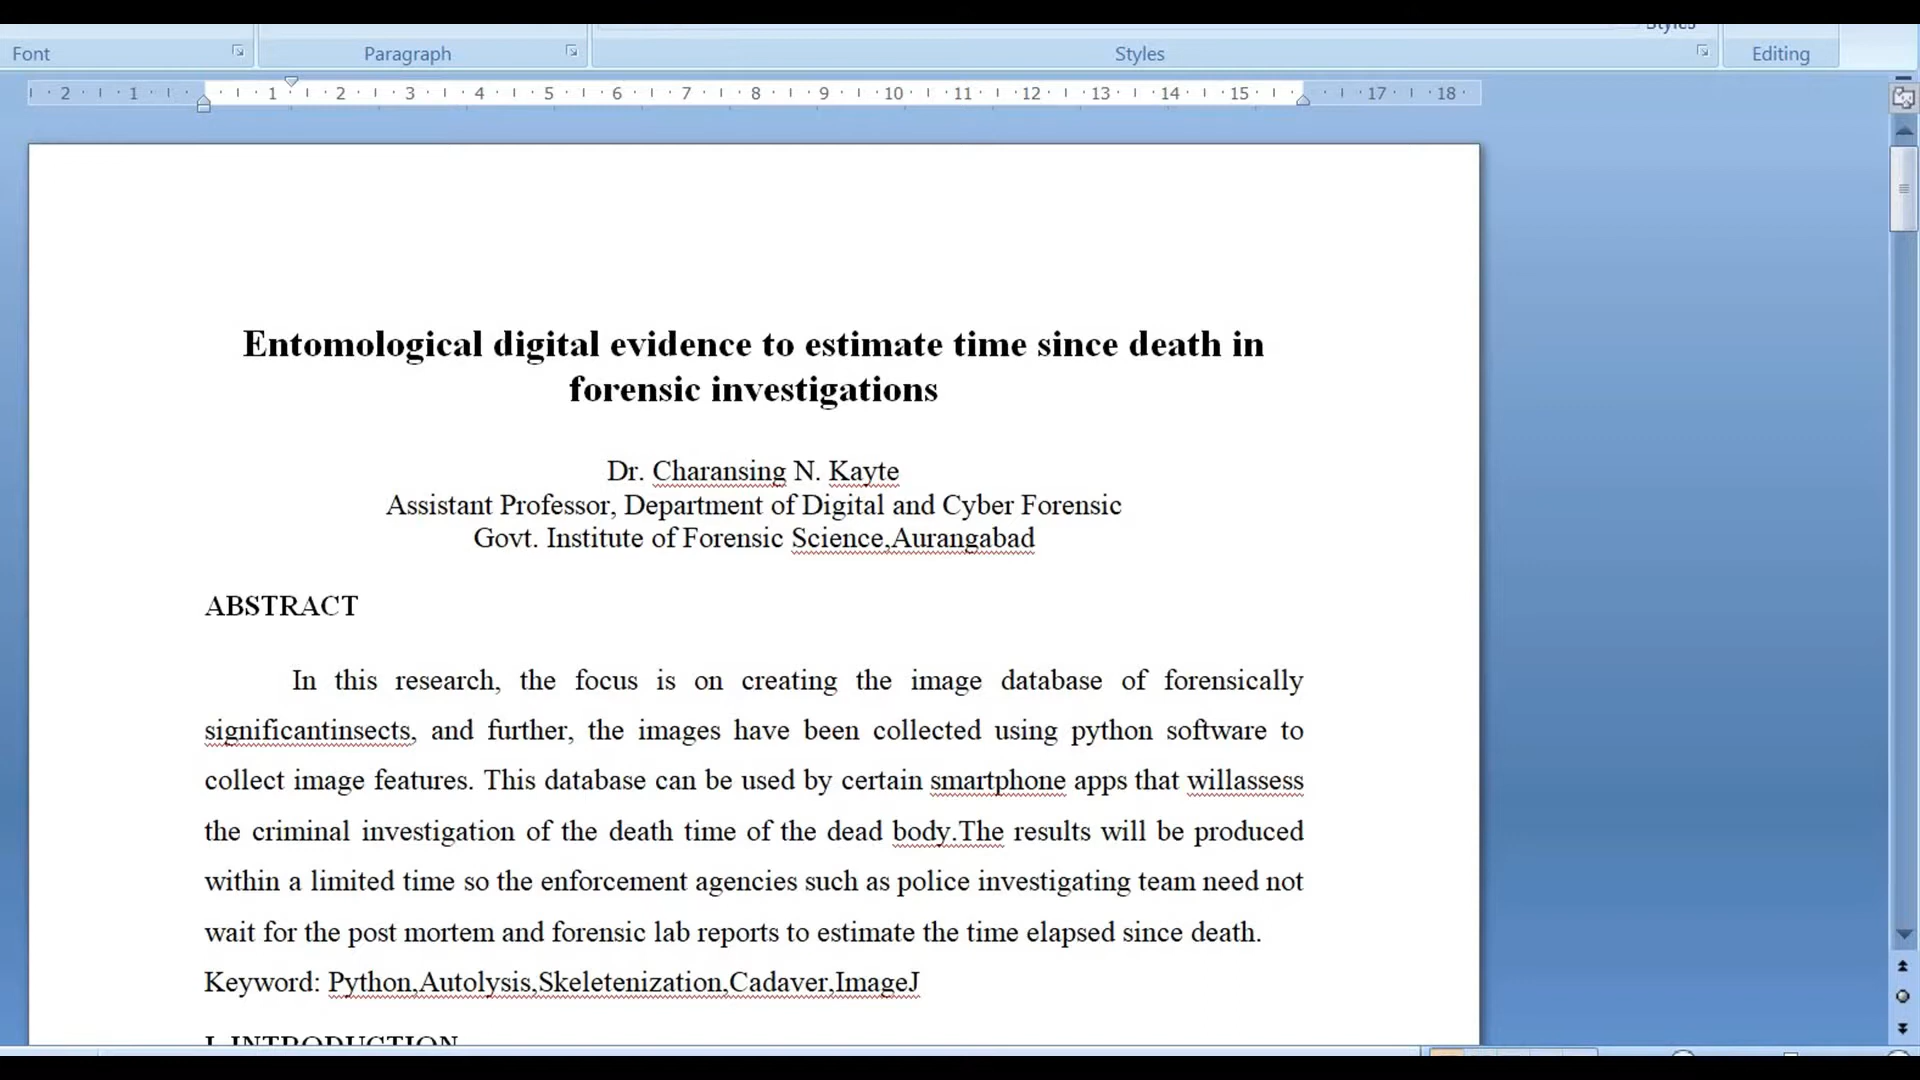 Styles
Font Paragraph Styles Editing
2 1 1 2 3 4 5 6 7 8 9 10 11 12 13 14 15 17 18
Entomological digital evidence to estimate time since death in
forensic investigations
Dr. Charansing N. Kayte
Assistant Professor, Department of Digital and Cyber Forensic
Govt. Institute of Forensic Science,Aurangabad
ABSTRACT
In this research, the focus is on creating the image database of forensically
significantinsects, and further, the images have been collected using python software to
collect image features. This database can be used by certain smartphone apps that willassess
the criminal investigation of the death time of the dead body.The results will be produced
within a limited time so the enforcement agencies such as police investigating team need not
wait for the post mortem and forensic lab reports to estimate the time elapsed since death.
Keyword: Python,Autolysis,Skeletenization,Cadaver,ImageJ
I. INTRODUCTION